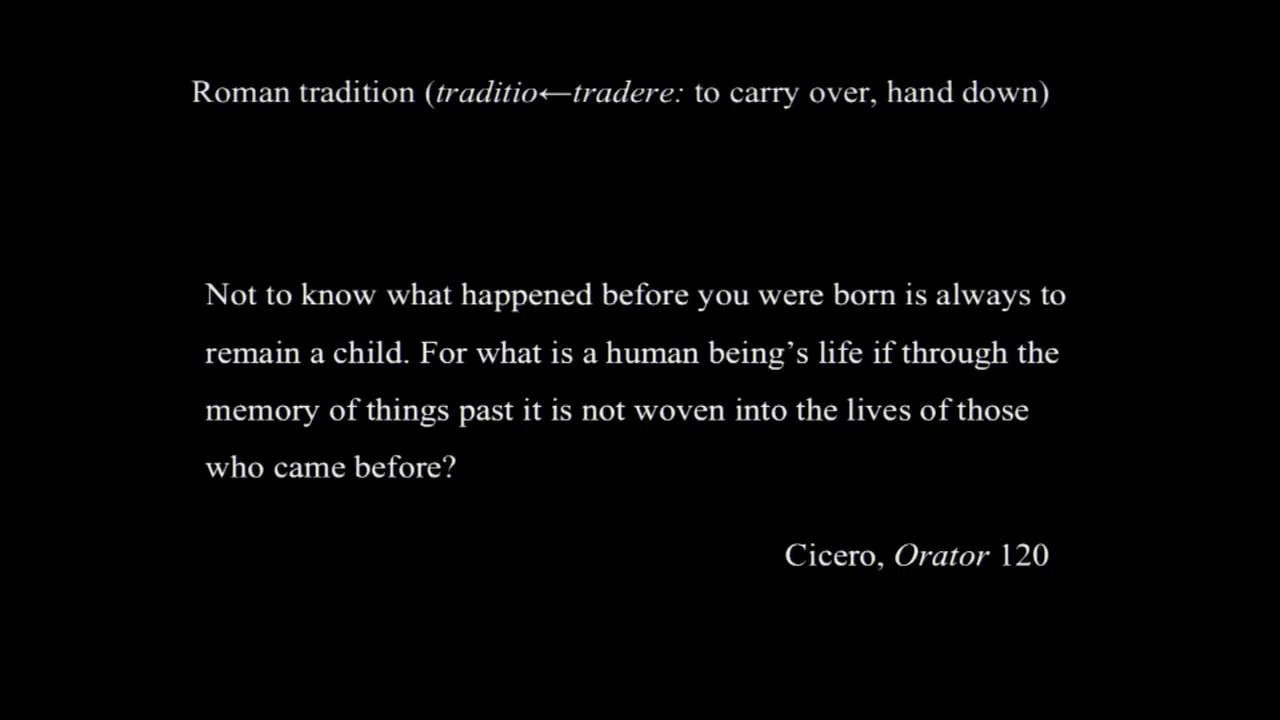 Roman tradition (traditio←tradere: to carry over, hand down)
Not to know what happened before you were born is always to
remain a child. For what is a human being’s life if through the
memory of things past it is not woven into the lives of those
who came before?
Cicero, Orator 120